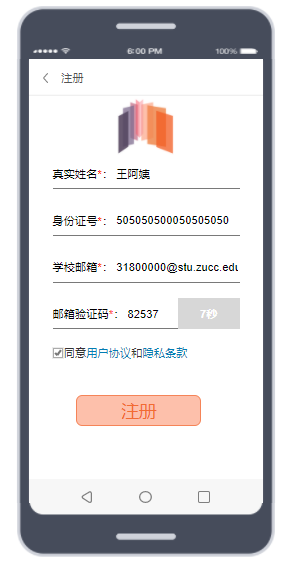 6:00 PM 100%
注册
真实姓名*： 王阿姨
身份证号*： 505050500050505050
学校邮箱*： 31800000@stu.zucc.edu
邮箱验证码*： 82537 7秒
同意用户协议和隐私条款
注册